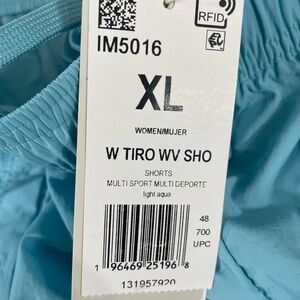 RFID
IM5016
XL
WOMEN/MUJER
W TIRO WV SHO
SHORTS
MULTI SPORT MULTI DEPORTE
light aqua
48
700
UPC
1 96469 25196 8
131957920